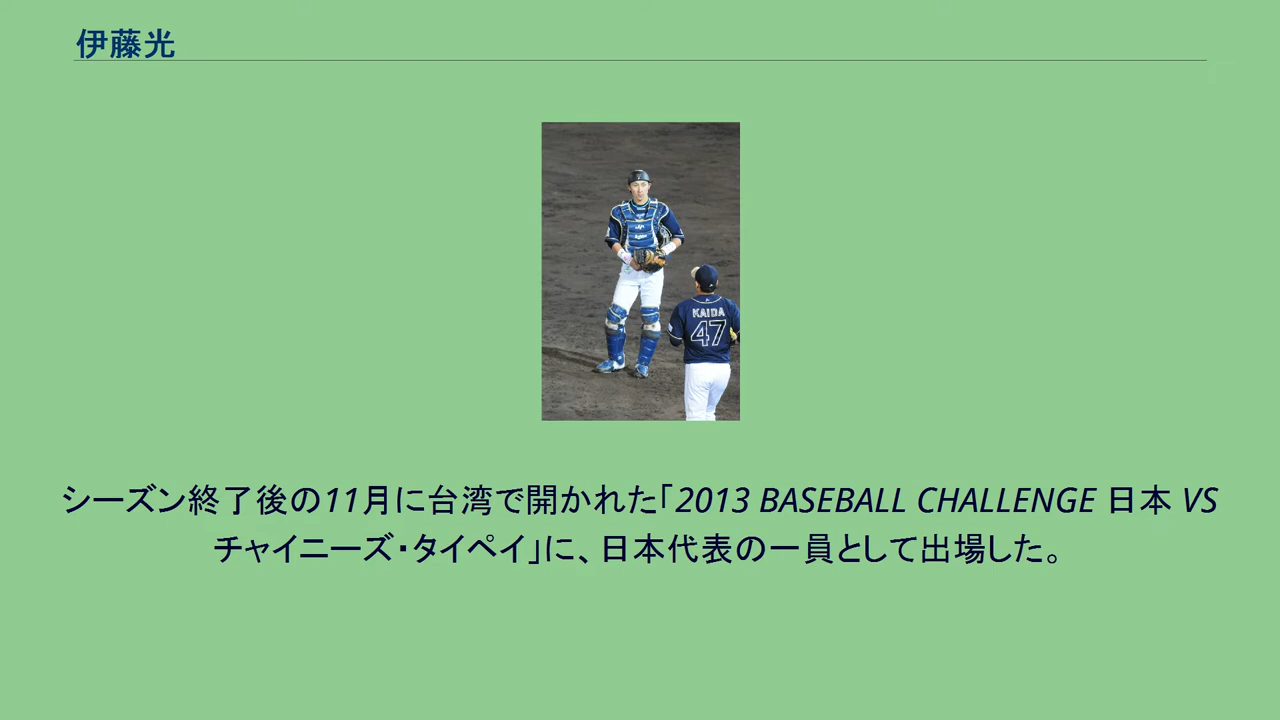 伊藤光
KAIDA
47
シーズン終了後の11月に台湾で開かれた「2013 BASEBALL CHALLENGE 日本 VS
チャイニーズ・タイペイ」に、日本代表の一員として出場した。